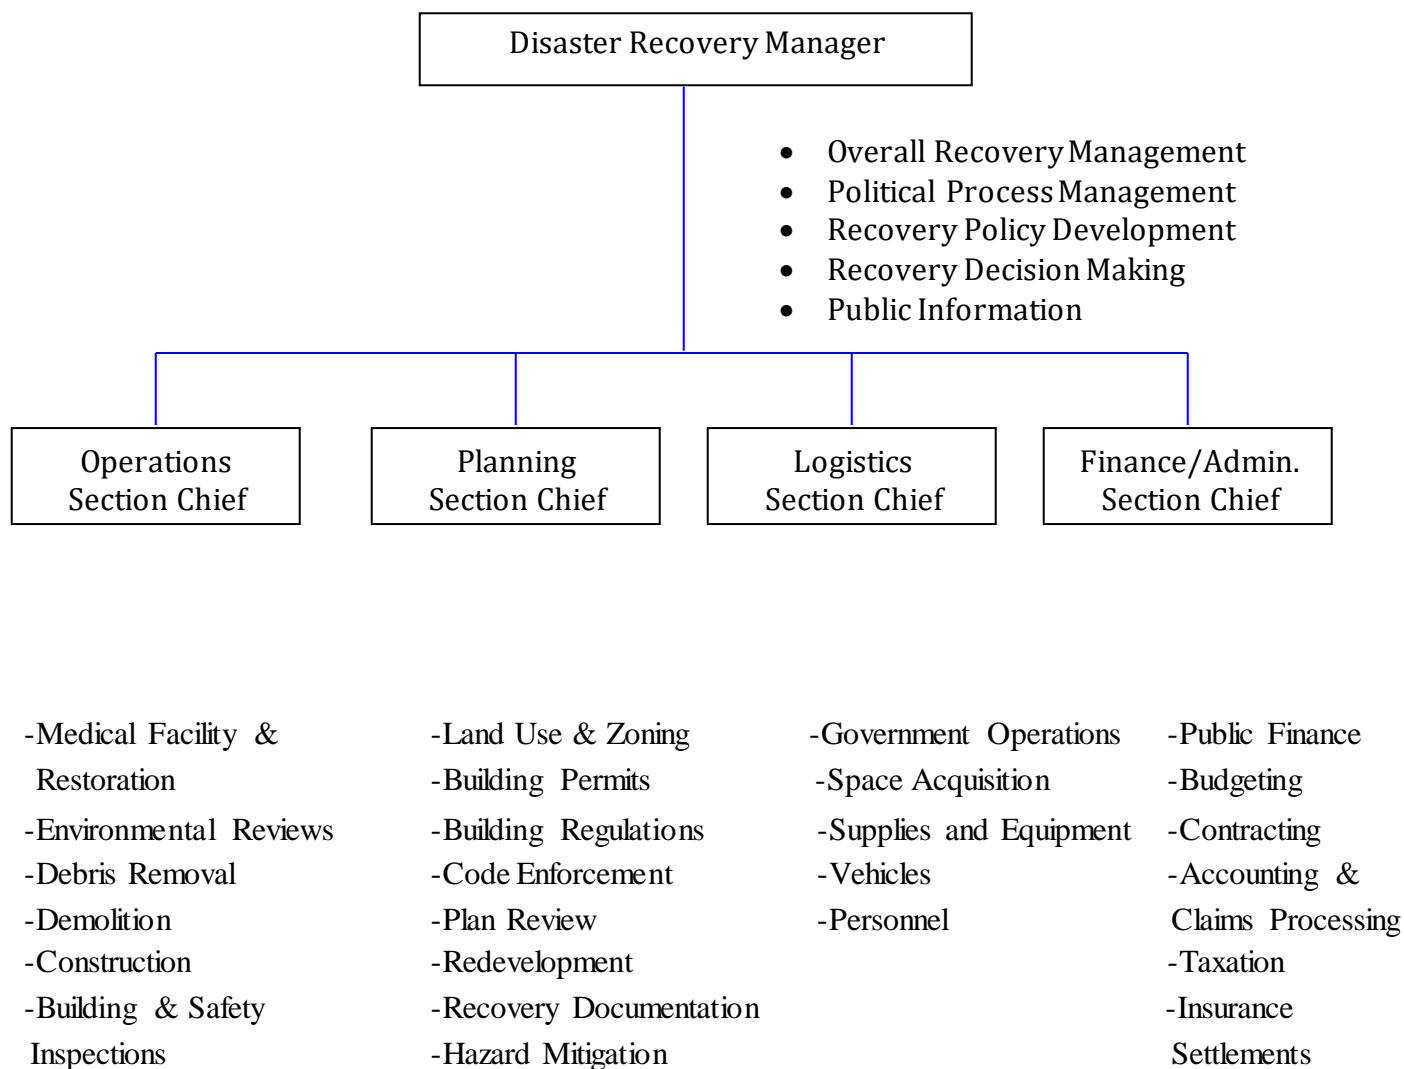 Disaster Recovery Manager
• Overall Recovery Management
• Political Process Management
• Recovery Policy Development
• Recovery Decision Making
• Public Information
Operations
Section Chief
Planning
Section Chief
Logistics
Section Chief
Finance/Admin.
Section Chief
-Medical Facility &
Restoration
-Environmental Reviews
-Debris Removal
-Demolition
-Construction
-Building & Safety
Inspections
-Land Use & Zoning
-Building Permits
-Building Regulations
-Code Enforcement
-Plan Review
-Redevelopment
-Recovery Documentation
-Hazard Mitigation
-Government Operations
-Space Acquisition
-Supplies and Equipment
-Vehicles
-Personnel
-Public Finance
-Budgeting
-Contracting
-Accounting &
Claims Processing
-Taxation
-Insurance
Settlements